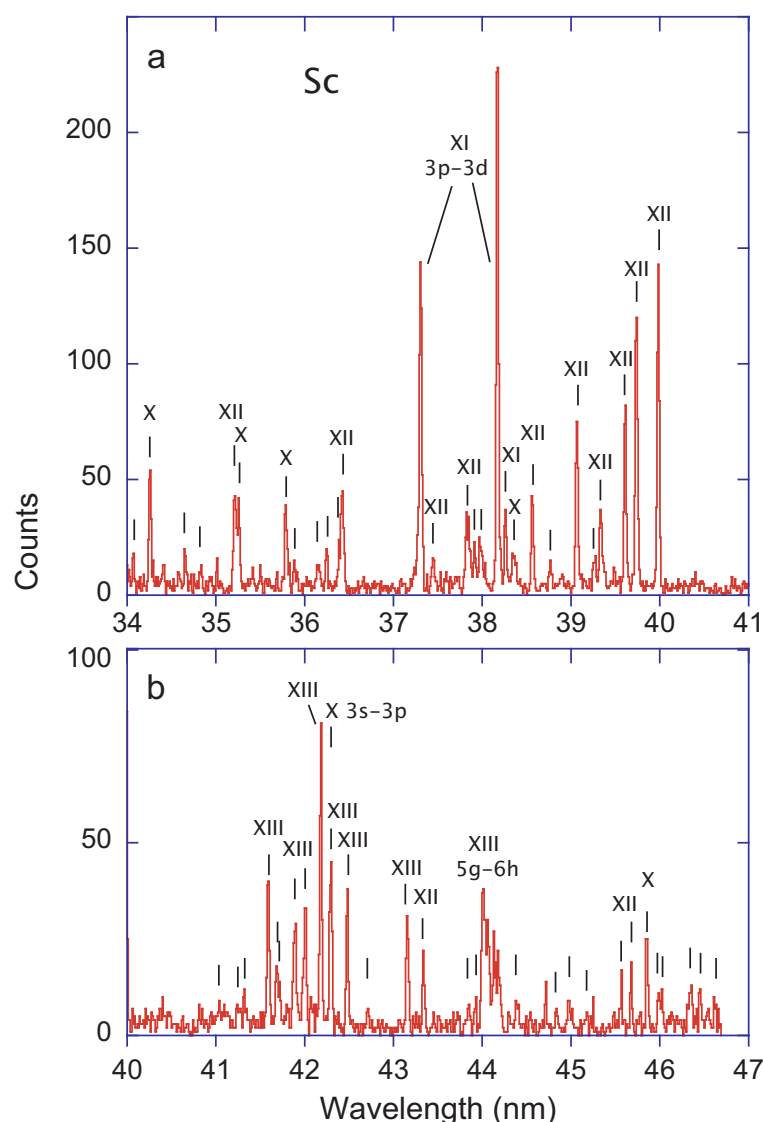 a
Sc
250
200
150
100
50
0
Counts
XI
3p–3d
XII
XII
XII
XII
XII
XII
XII
XII
XII
XII
XI
X
X
X
X
X
34 35 36 37 38 39 40 41
b
100
50
0
XIII
X 3s–3p
XIII
XIII
XIII
XIII
XIII
XII
XIII
5g–6h
XII
X
40 41 42 43 44 45 46 47
Wavelength (nm)